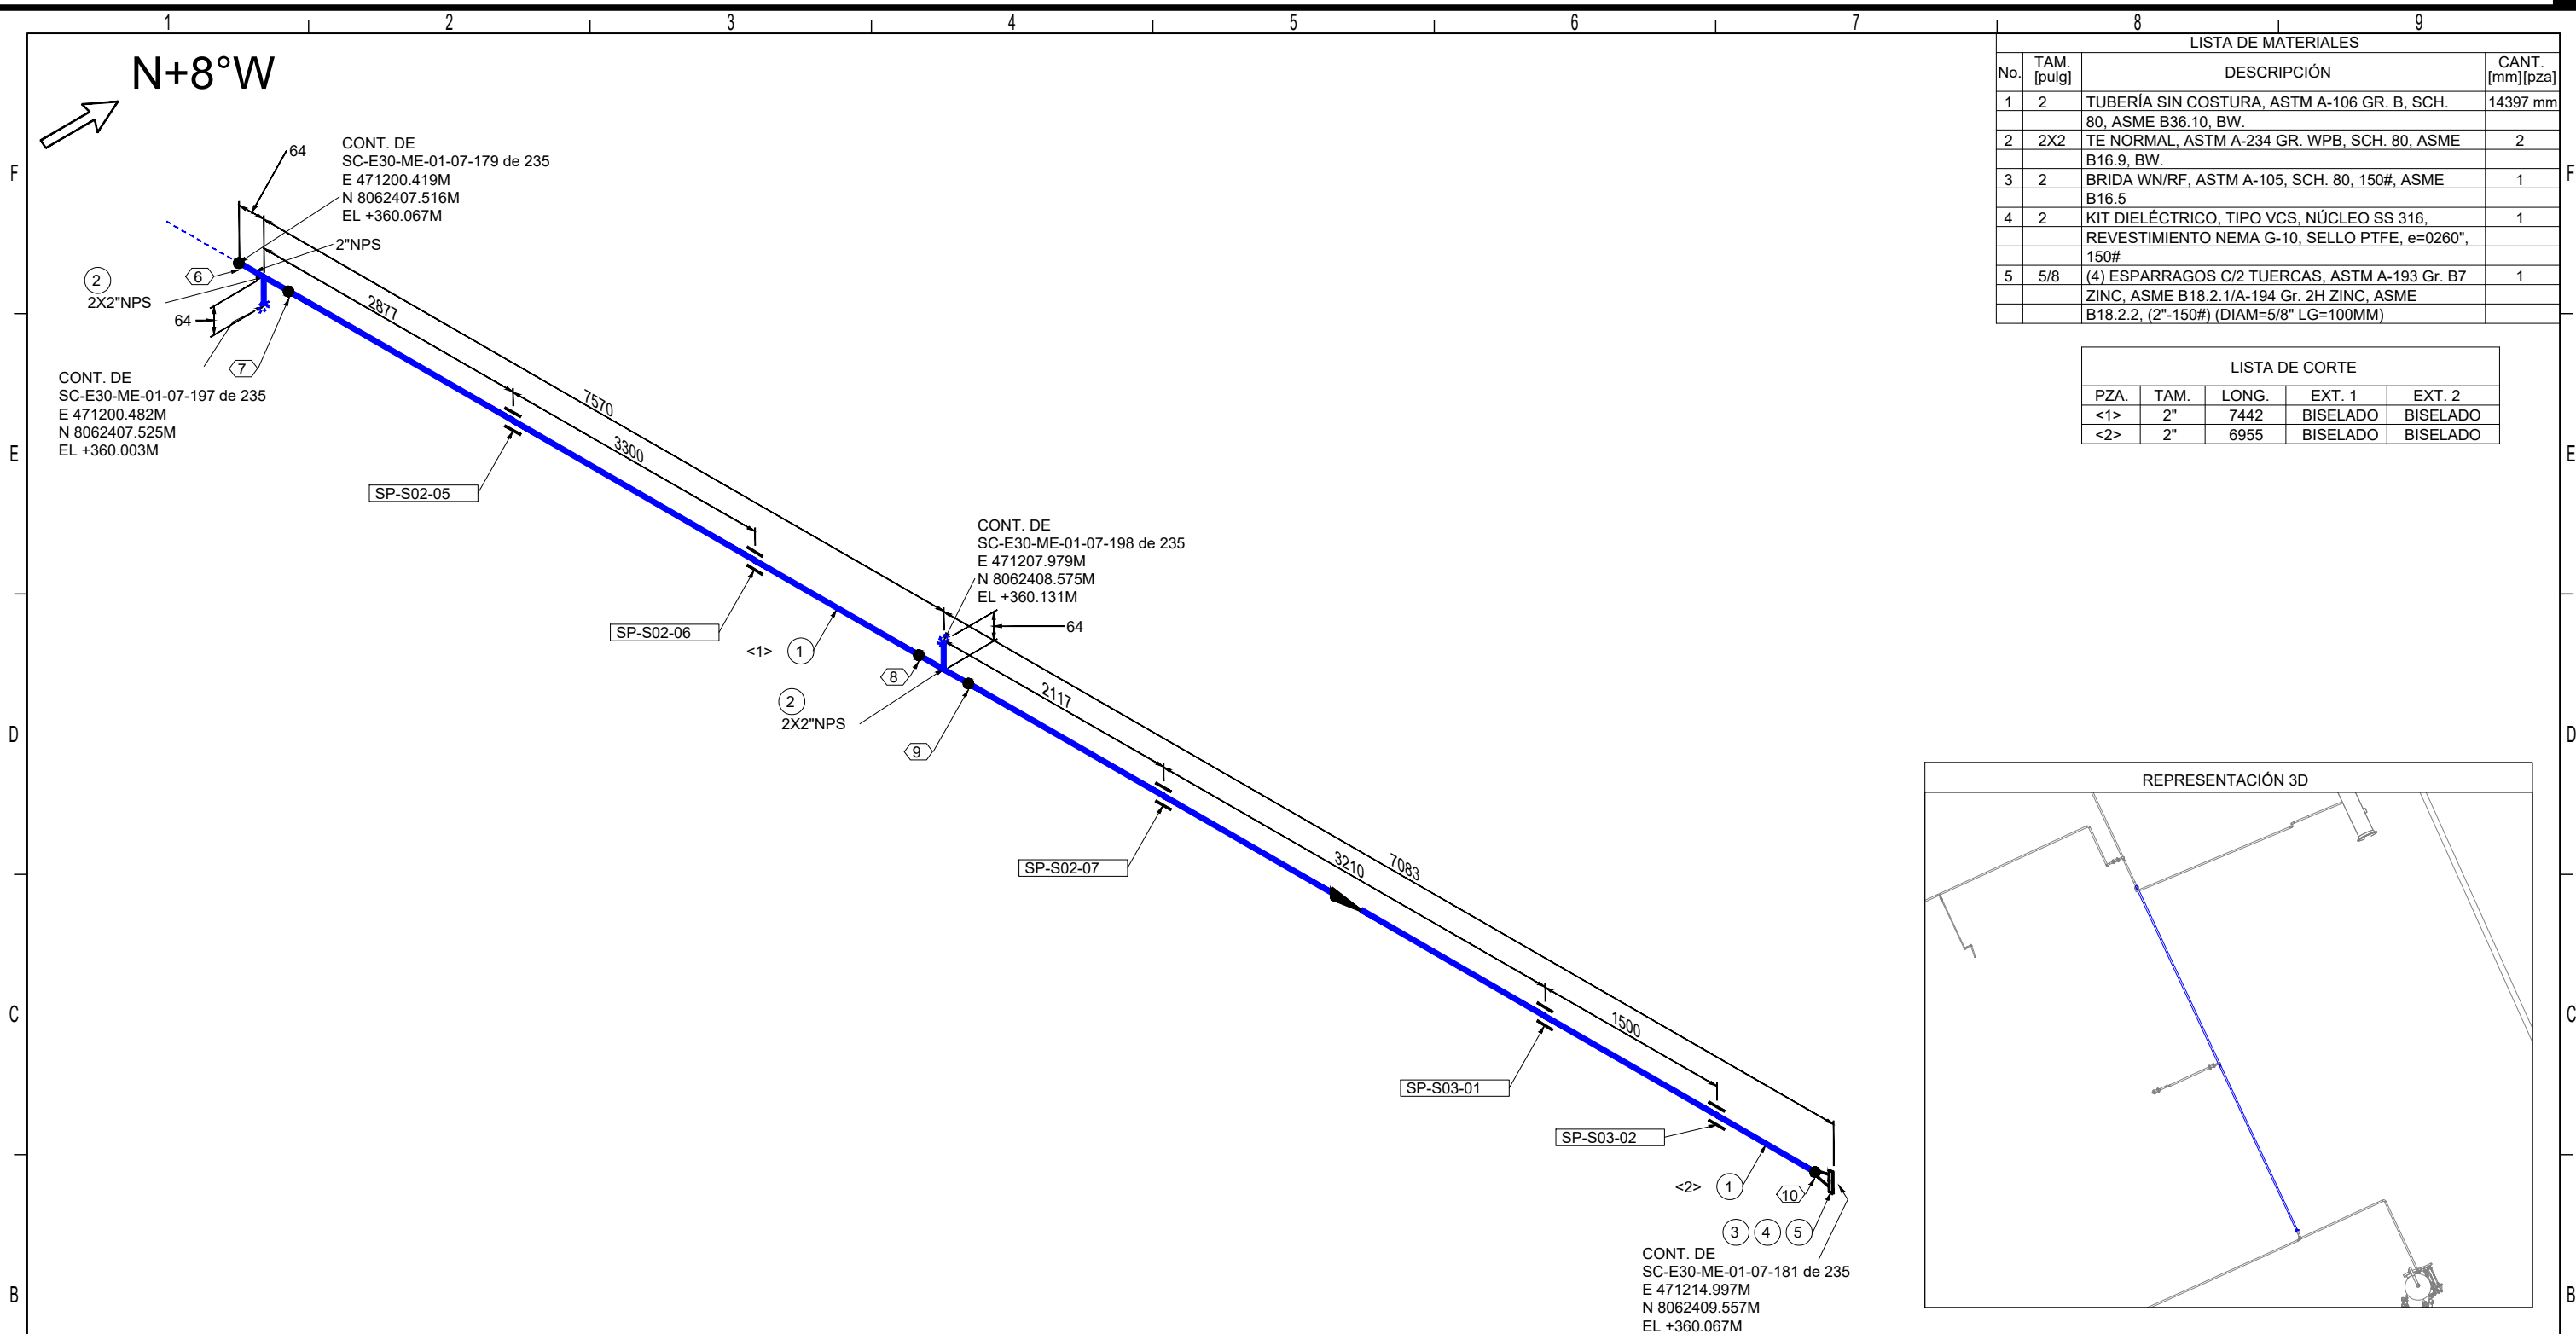 1 2 3 4 5 6 7 8 9
F
E
D
C
B
F
E
D
C
B
N+8°W
64
CONT. DE
SC-E30-ME-01-07-179 de 235
E 471200.419M
N 8062407.516M
EL +360.067M
2"NPS
6
2
2X2"NPS
64
7
CONT. DE
SC-E30-ME-01-07-197 de 235
E 471200.482M
N 8062407.525M
EL +360.003M
2877
7570
3300
SP-S02-05
SP-S02-06
<1> 1
CONT. DE
SC-E30-ME-01-07-198 de 235
E 471207.979M
N 8062408.575M
EL +360.131M
64
8
2
2X2"NPS
9
2117
SP-S02-07
3210
7083
1500
SP-S03-01
SP-S03-02
<2> 1
10
3 4 5
CONT. DE
SC-E30-ME-01-07-181 de 235
E 471214.997M
N 8062409.557M
EL +360.067M
LISTA DE MATERIALES
No. TAM. [pulg] DESCRIPCIÓN CANT. [mm][pza]
1 2 TUBERÍA SIN COSTURA, ASTM A-106 GR. B, SCH. 14397 mm
80, ASME B36.10, BW.
2 2X2 TE NORMAL, ASTM A-234 GR. WPB, SCH. 80, ASME 2
B16.9, BW.
3 2 BRIDA WN/RF, ASTM A-105, SCH. 80, 150#, ASME 1
B16.5
4 2 KIT DIELÉCTRICO, TIPO VCS, NÚCLEO SS 316, 1
REVESTIMIENTO NEMA G-10, SELLO PTFE, e=0260",
150#
5 5/8 (4) ESPARRAGOS C/2 TUERCAS, ASTM A-193 Gr. B7 1
ZINC, ASME B18.2.1/A-194 Gr. 2H ZINC, ASME
B18.2.2, (2"-150#) (DIAM=5/8" LG=100MM)
LISTA DE CORTE
PZA. TAM. LONG. EXT. 1 EXT. 2
<1> 2" 7442 BISELADO BISELADO
<2> 2" 6955 BISELADO BISELADO
REPRESENTACIÓN 3D